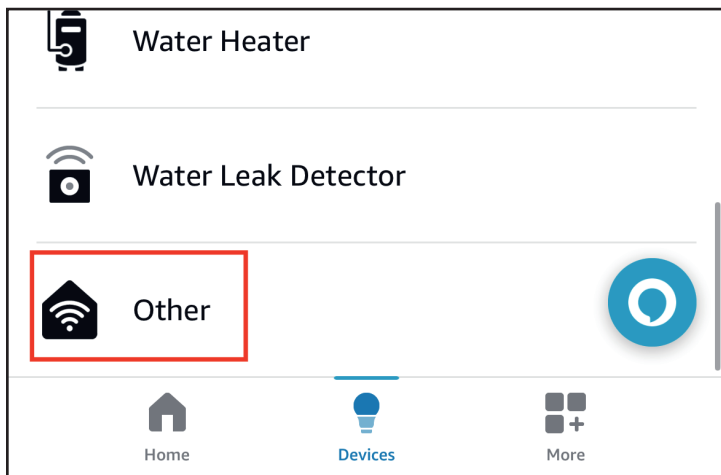 Water Heater
Water Leak Detector
Other
Home
Devices
More